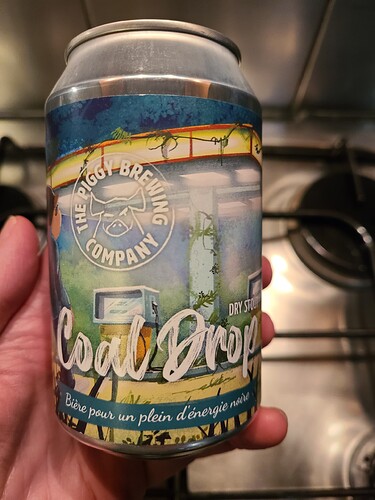 THE PIGGY BREWING
COMPANY
DRY STOUT
Coal Drop
Bière pour un plein d'énergie noire